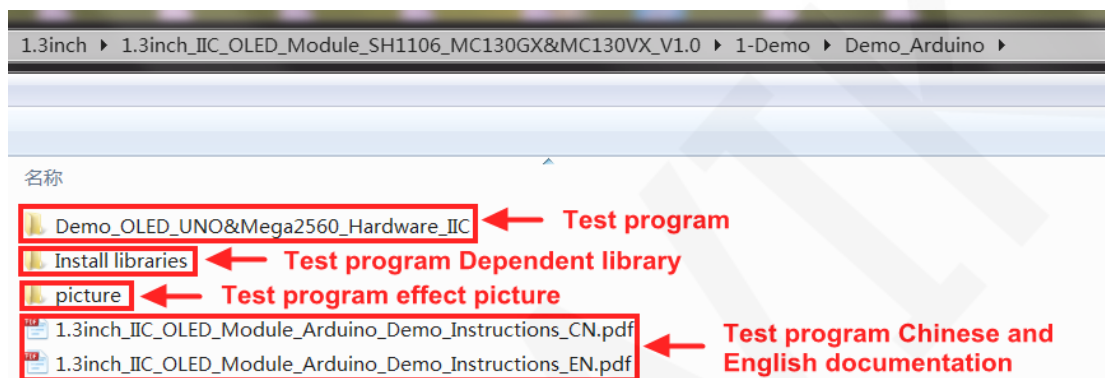 1.3inch ▸ 1.3inch_IIC_OLED_Module_SH1106_MC130GX&MC130VX_V1.0 ▸ 1-Demo ▸ Demo_Arduino ▸
名称
Demo_OLED_UNO&Mega2560_Hardware_IIC Test program
Install libraries Test program Dependent library
picture Test program effect picture
1.3inch_IIC_OLED_Module_Arduino_Demo_Instructions_CN.pdf
1.3inch_IIC_OLED_Module_Arduino_Demo_Instructions_EN.pdf
Test program Chinese and
English documentation